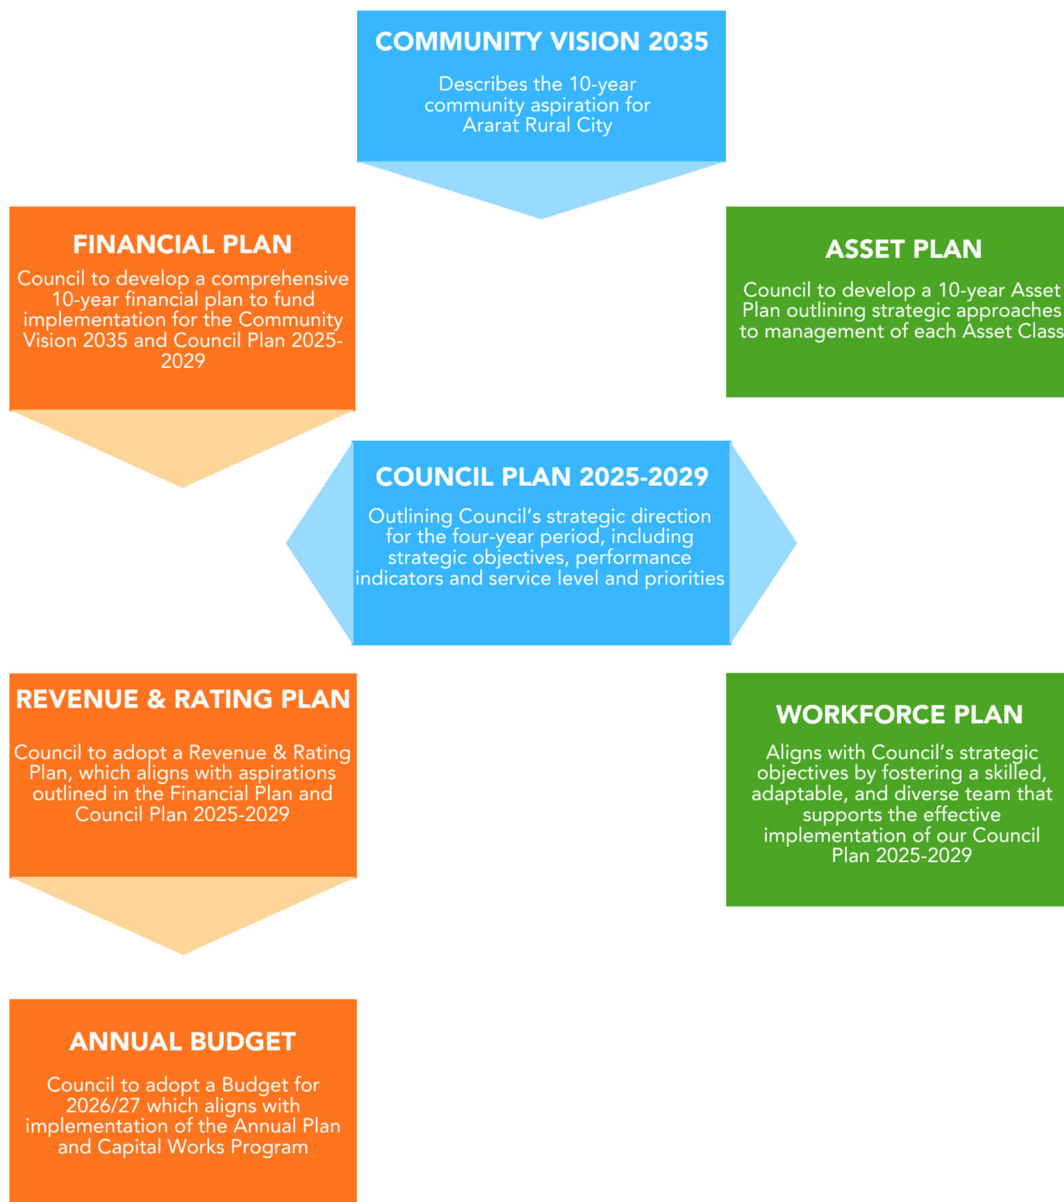 COMMUNITY VISION 2035
Describes the 10-year
community aspiration for
Ararat Rural City
FINANCIAL PLAN
Council to develop a comprehensive
10-year financial plan to fund
implementation for the Community
Vision 2035 and Council Plan 2025-
2029
ASSET PLAN
Council to develop a 10-year Asset
Plan outlining strategic approaches
to management of each Asset Class
COUNCIL PLAN 2025-2029
Outlining Council's strategic direction
for the four-year period, including
strategic objectives, performance
indicators and service level and priorities
REVENUE & RATING PLAN
Council to adopt a Revenue & Rating
Plan, which aligns with aspirations
outlined in the Financial Plan and
Council Plan 2025-2029
WORKFORCE PLAN
Aligns with Council's strategic
objectives by fostering a skilled,
adaptable, and diverse team that
supports the effective
implementation of our Council
Plan 2025-2029
ANNUAL BUDGET
Council to adopt a Budget for
2026/27 which aligns with
implementation of the Annual Plan
and Capital Works Program